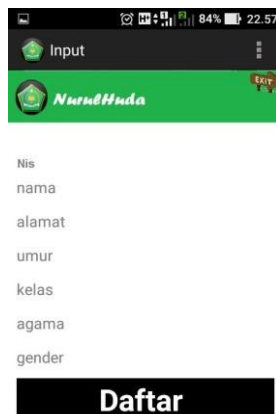 84% 22.57
Input
EXIT
NurulHuda
Nis
nama
alamat
umur
kelas
agama
gender
Daftar